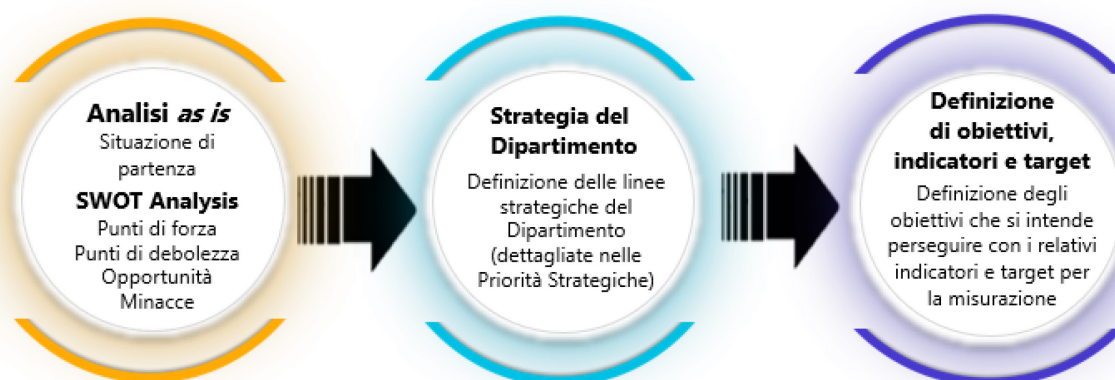 Analisi as is
Situazione di
partenza
SWOT Analysis
Punti di forza
Punti di debolezza
Opportunità
Minacce
Strategia del
Dipartimento
Definizione delle linee
strategiche del
Dipartimento
(dettagliate nelle
Priorità Strategiche)
Definizione
di obiettivi,
indicatori e target
Definizione degli
obiettivi che si intende
perseguire con i relativi
indicatori e target per
la misurazione